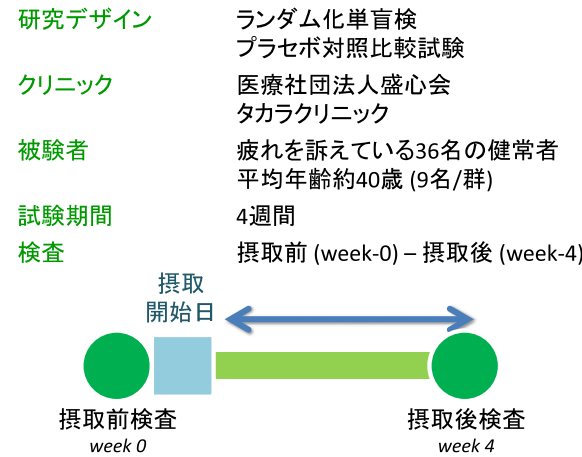 研究デザイン ランダム化単盲検
プラセボ対照比較試験
クリニック 医療社団法人盛心会
タカラクリニック
被験者 疲れを訴えている36名の健常者
平均年齢約40歳 (9名/群)
試験期間 4週間
検査 摂取前 (week-0) – 摂取後 (week-4)
摂取
開始日
摂取前検査 摂取後検査
week 0 week 4